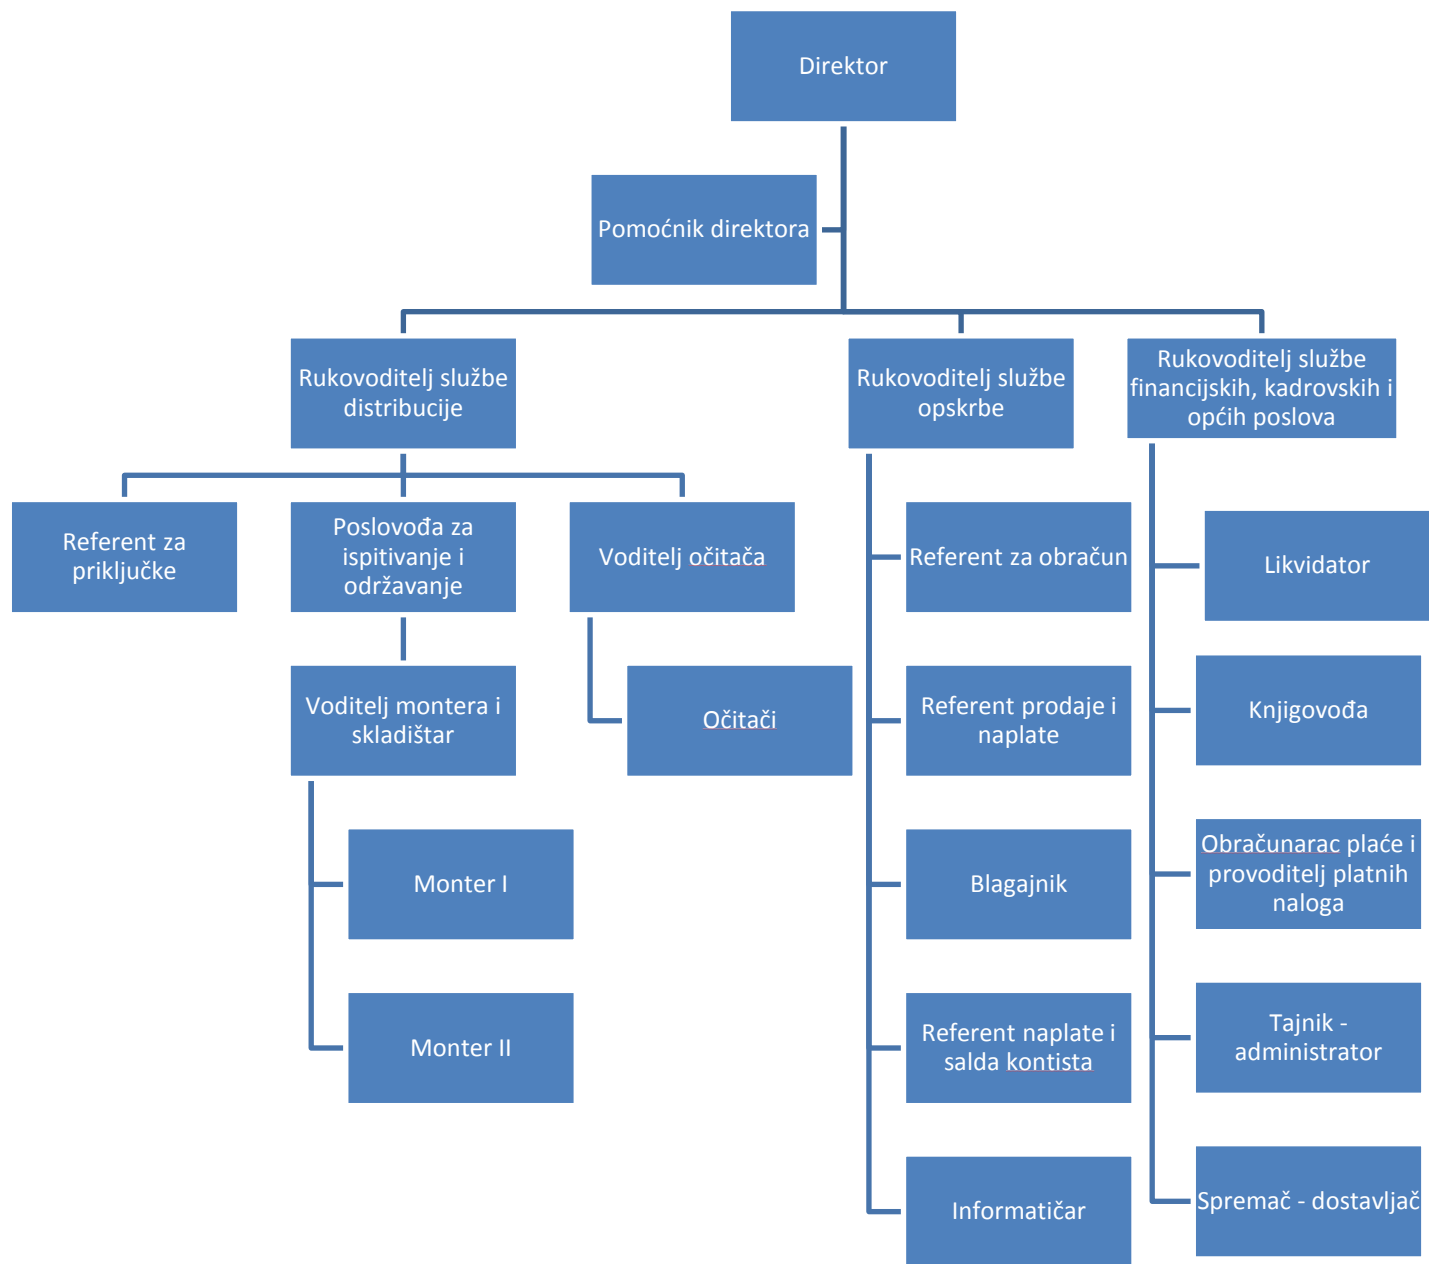 Direktor
Pomoćnik direktora
Rukovoditelj službe
distribucije
Rukovoditelj službe
opskrbe
Rukovoditelj službe
financijskih, kadrovskih i
općih poslova
Referent za
priključke
Poslovođa za
ispitivanje i
održavanje
Voditelj očitača
Referent za obračun
Likvidator
Voditelj montera i
skladištar
Očitači
Referent prodaje i
naplate
Knjigovođa
Monter I
Blagajnik
Obračunarac plaće i
provoditelj platnih
naloga
Monter II
Referent naplate i
salda kontista
Tajnik -
administrator
Informatičar
Spremač - dostavljač